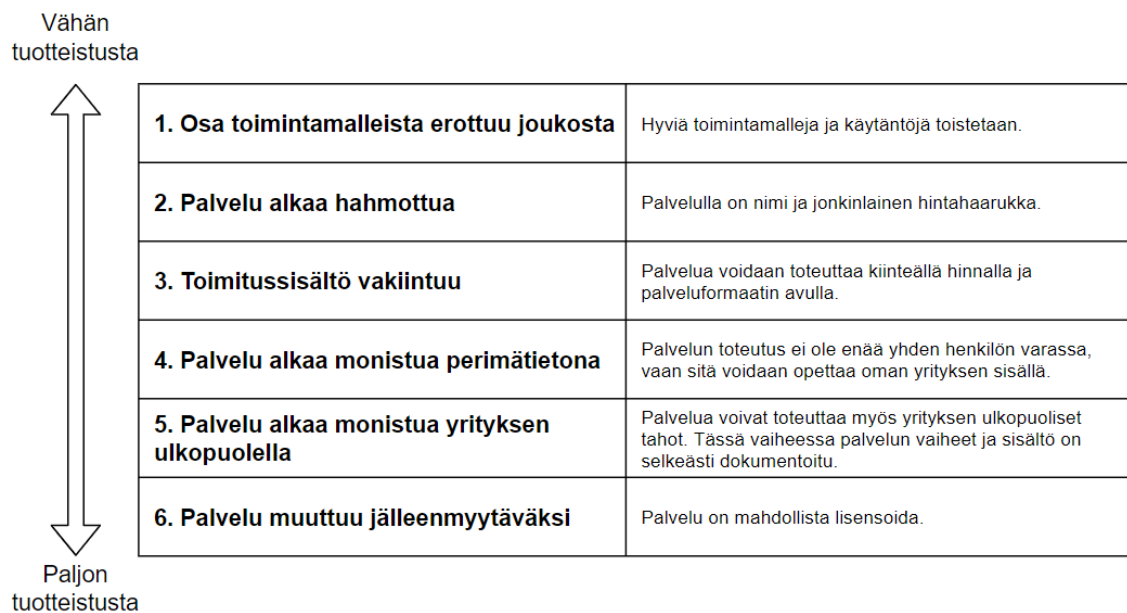 Vähän
tuotteistusta
1. Osa toimintamalleista erottuu joukosta
Hyviä toimintamalleja ja käytäntöjä toistetaan.
2. Palvelu alkaa hahmottua
Palvelulla on nimi ja jonkinlainen hintahaarukka.
3. Toimitussisältö vakiintuu
Palvelua voidaan toteuttaa kiinteällä hinnalla ja
palveluformaatin avulla.
4. Palvelu alkaa monistua perimätietona
Palvelun toteutus ei ole enää yhden henkilön varassa,
vaan sitä voidaan opettaa oman yrityksen sisällä.
5. Palvelu alkaa monistua yrityksen
ulkopuolella
Palvelua voivat toteuttaa myös yrityksen ulkopuoliset
tahot. Tässä vaiheessa palvelun vaiheet ja sisältö on
selkeästi dokumentoitu.
6. Palvelu muuttuu jälleenmyytäväksi
Palvelu on mahdollista lisensoida.
Paljon
tuotteistusta